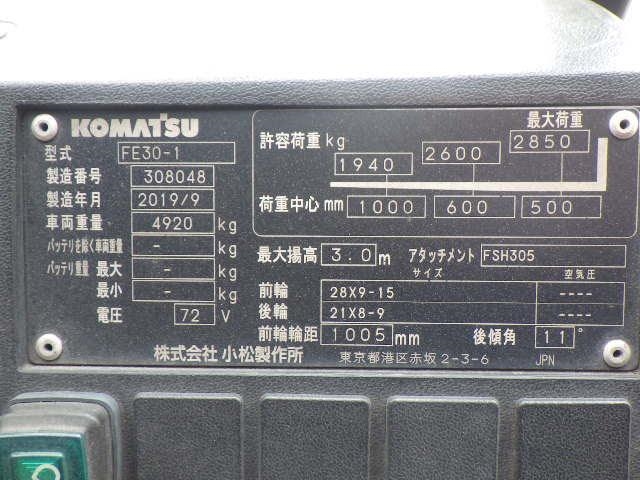 KOMATSU
型式 FE30-1
製造番号 308048
製造年月 2019/9
車両重量 4920 kg
バッテリを除く車両重量 - kg
バッテリ重量 最大 - kg
最小 - kg
電圧 72 V
許容荷重 kg 1940 2600 2850 最大荷重
荷重中心 mm 1000 600 500
最大揚高 3.0 m アタッチメント FSH305
サイズ 空気圧
前輪 28X9-15 ----
後輪 21X8-9 ----
前輪輪距 1005 mm 後傾角 11°
株式会社 小松製作所 東京都港区赤坂2-3-6 JPN